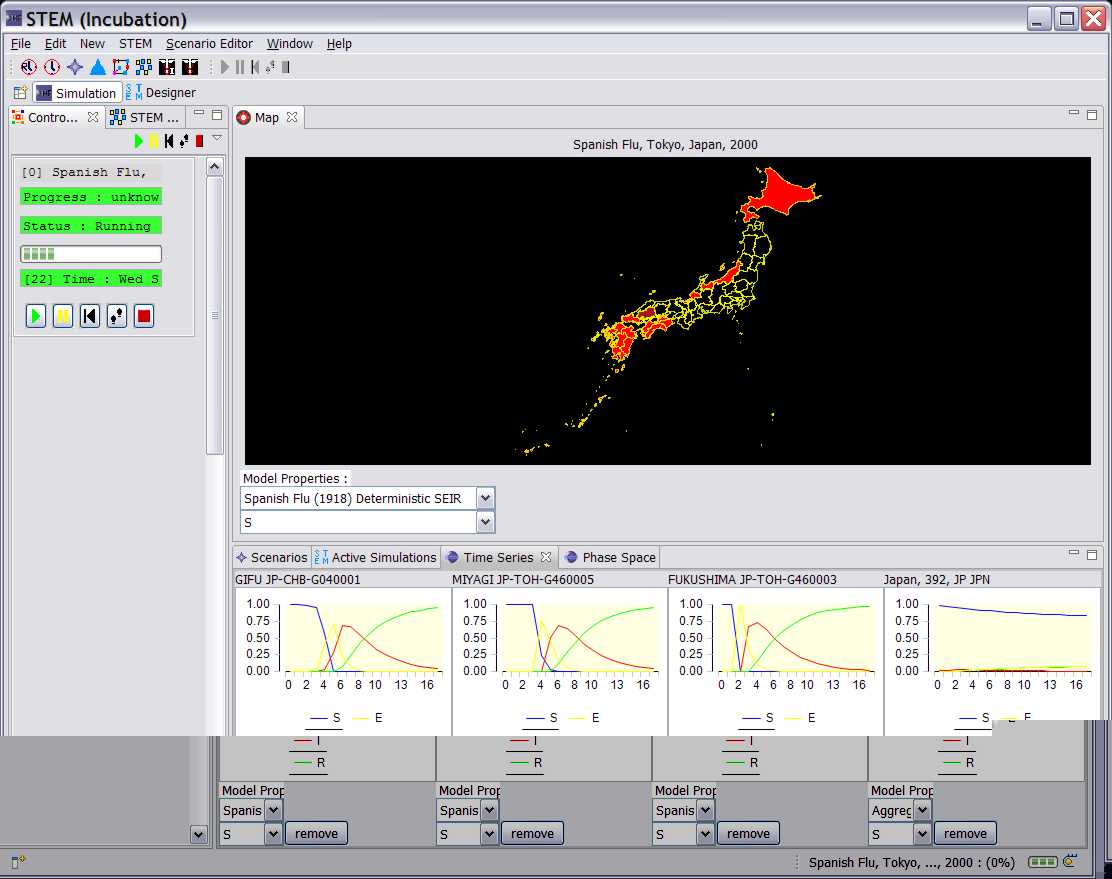 STEM (Incubation)
File Edit New STEM Scenario Editor Window Help
Simulation Designer
Contro... STEM ... Map
Spanish Flu, Tokyo, Japan, 2000
[0] Spanish Flu,
Progress : unknow
Status : Running
[22] Time : Wed S
Model Properties :
Spanish Flu (1918) Deterministic SEIR
S
Scenarios Active Simulations Time Series Phase Space
GIFU JP-CHB-G040001 MIYAGI JP-TOH-G460005 FUKUSHIMA JP-TOH-G460003 Japan, 392, JP JPN
1.00 1.00 1.00 1.00
0.75 0.75 0.75 0.75
0.50 0.50 0.50 0.50
0.25 0.25 0.25 0.25
0.00 0.00 0.00 0.00
0 2 4 6 8 10 13 16 0 2 4 6 8 10 13 16 0 2 4 6 8 10 13 16 0 2 4 6 8 10 13 16
S E S E S E S E
I I I I
R R R R
Model Prop Model Prop Model Prop Model Prop
Spanis Spanis Spanis Aggreg
S remove S remove S remove S remove
Spanish Flu, Tokyo, ..., 2000 : (0%)